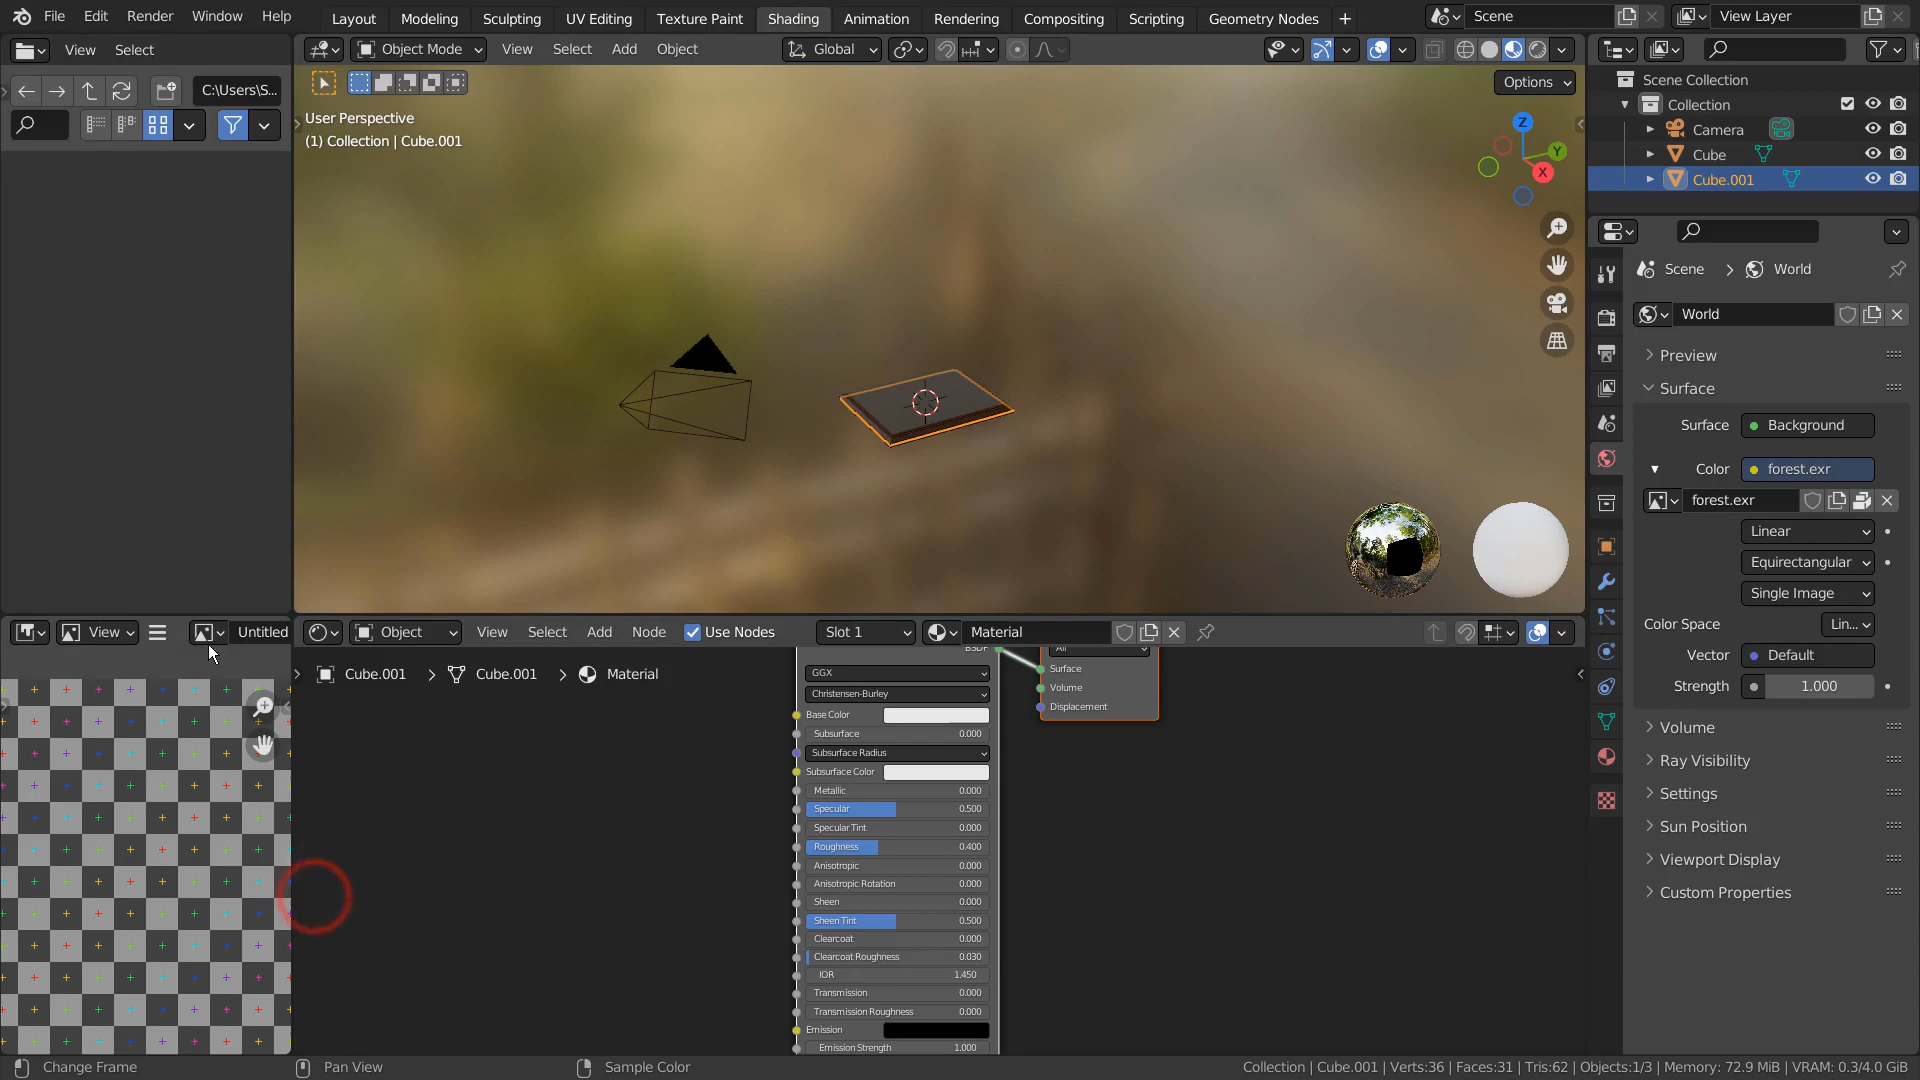 File Edit Render Window Help Layout Modeling Sculpting UV Editing Texture Paint Shading Animation Rendering Compositing Scripting Geometry Nodes + Scene View Layer
View Select Object Mode View Select Add Object Global
C:\Users\S...
Options
User Perspective
(1) Collection | Cube.001
Z
Y
X
Scene Collection
Collection
Camera
Cube
Cube.001
Scene > World
World
Preview
Surface
Surface Background
Color forest.exr
forest.exr
Linear
Equirectangular
Single Image
Color Space Lin...
Vector Default
Strength 1.000
Volume
Ray Visibility
Settings
Sun Position
Viewport Display
Custom Properties
View Untitled Object View Select Add Node Use Nodes Slot 1 Material
Cube.001 > Cube.001 > Material
BSDF
GGX
Christensen-Burley
Base Color
Subsurface 0.000
Subsurface Radius
Subsurface Color
Metallic 0.000
Specular 0.500
Specular Tint 0.000
Roughness 0.400
Anisotropic 0.000
Anisotropic Rotation 0.000
Sheen 0.000
Sheen Tint 0.500
Clearcoat 0.000
Clearcoat Roughness 0.030
IOR 1.450
Transmission 0.000
Transmission Roughness 0.000
Emission
Emission Strength 1.000
All
Surface
Volume
Displacement
Change Frame Pan View Sample Color Collection | Cube.001 | Verts:36 | Faces:31 | Tris:62 | Objects:1/3 | Memory: 72.9 MiB | VRAM: 0.3/4.0 GiB